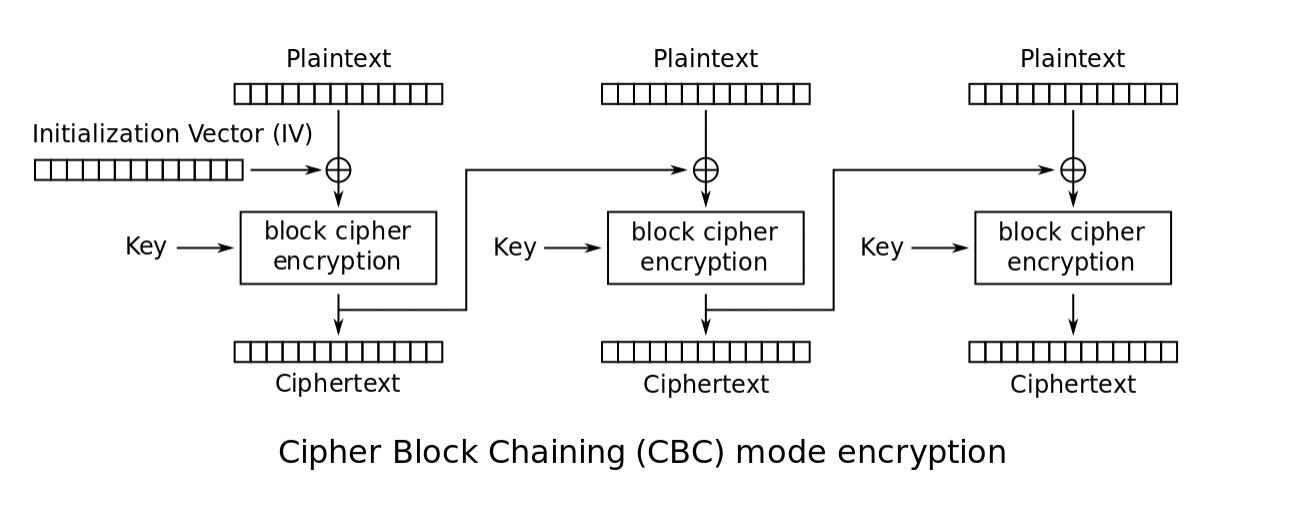 Plaintext
Plaintext
Plaintext
Initialization Vector (IV)
Key
block cipher
encryption
Key
block cipher
encryption
Key
block cipher
encryption
Ciphertext
Ciphertext
Ciphertext
Cipher Block Chaining (CBC) mode encryption